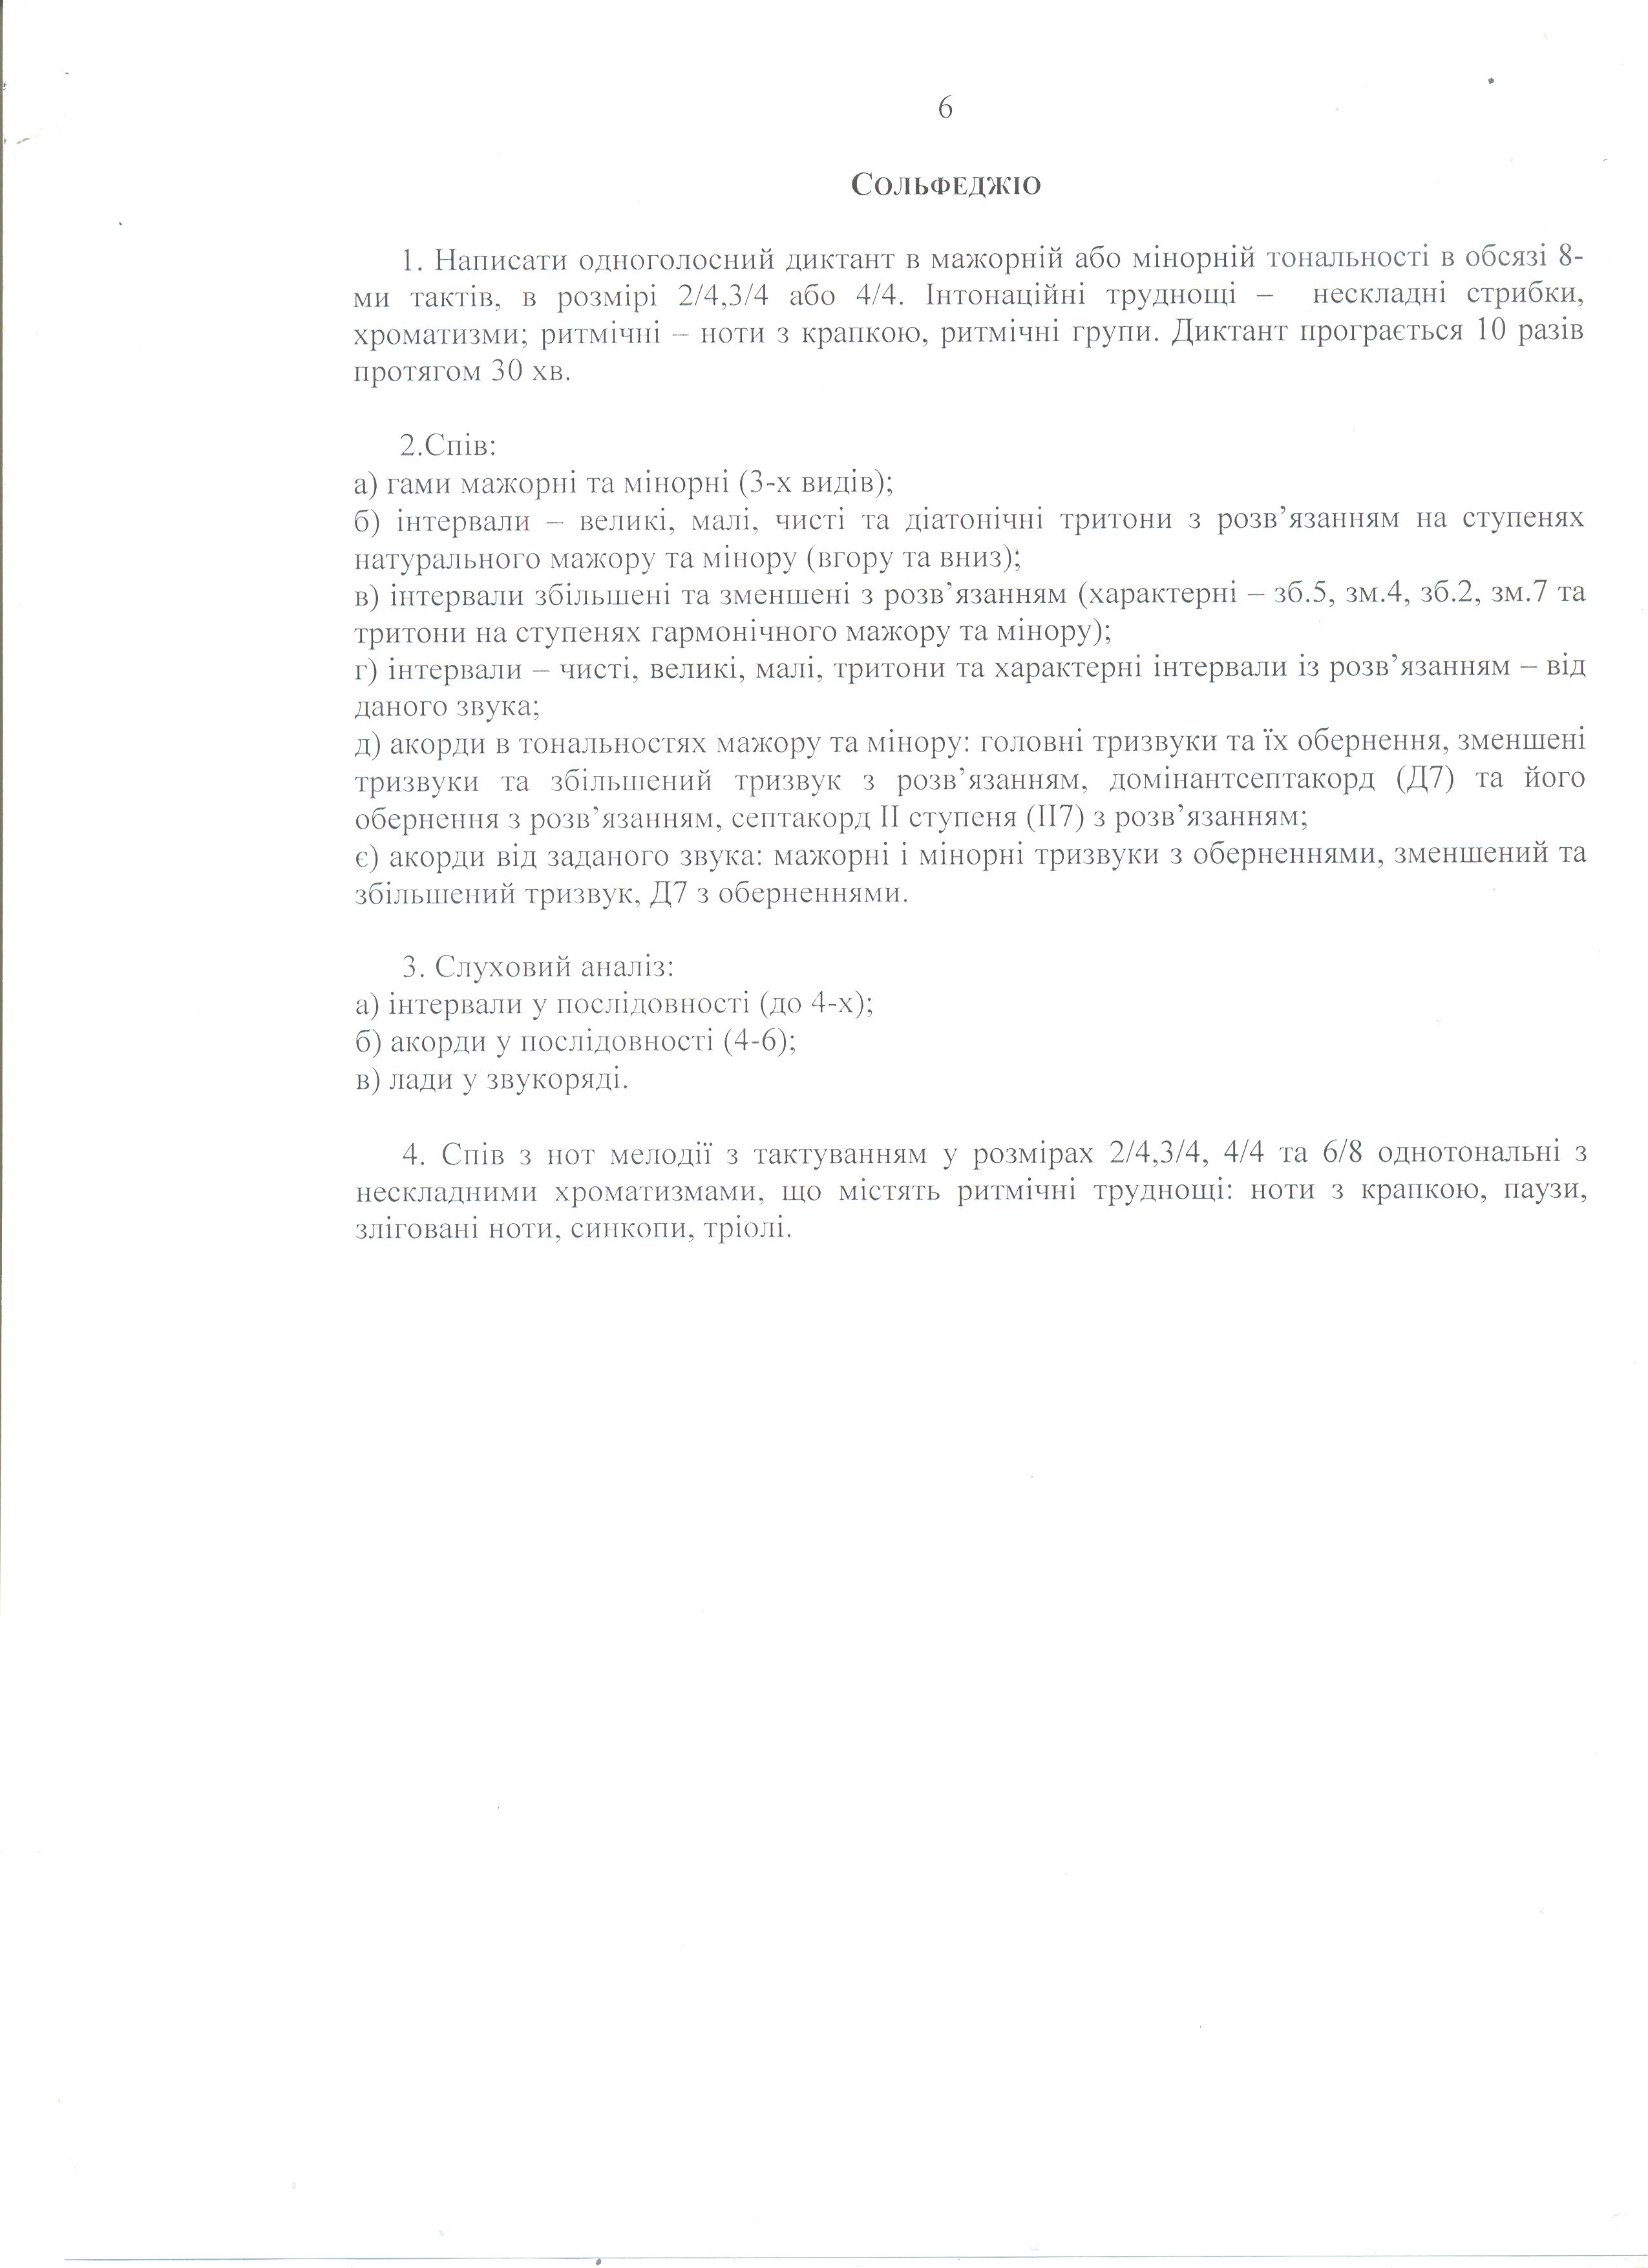 6
Сольфеджіо
1. Написати одноголосний диктант в мажорній або мінорній тональності в обсязі 8-
ми тактів, в розмірі 2/4,3/4 або 4/4. Інтонаційні труднощі – нескладні стрибки,
хроматизми; ритмічні – ноти з крапкою, ритмічні групи. Диктант програється 10 разів
протягом 30 хв.
2.Спів:
а) гами мажорні та мінорні (3-х видів);
б) інтервали – великі, малі, чисті та діатонічні тритони з розв’язанням на ступенях
натурального мажору та мінору (вгору та вниз);
в) інтервали збільшені та зменшені з розв’язанням (характерні – зб.5, зм.4, зб.2, зм.7 та
тритони на ступенях гармонічного мажору та мінору);
г) інтервали – чисті, великі, малі, тритони та характерні інтервали із розв’язанням – від
даного звука;
д) акорди в тональностях мажору та мінору: головні тризвуки та їх обернення, зменшені
тризвуки та збільшений тризвук з розв’язанням, домінантсептакорд (Д7) та його
обернення з розв’язанням, септакорд ІІ ступеня (ІІ7) з розв’язанням;
є) акорди від заданого звука: мажорні і мінорні тризвуки з оберненнями, зменшений та
збільшений тризвук, Д7 з оберненнями.
3. Слуховий аналіз:
а) інтервали у послідовності (до 4-х);
б) акорди у послідовності (4-6);
в) лади у звукоряді.
4. Спів з нот мелодії з тактуванням у розмірах 2/4,3/4, 4/4 та 6/8 однотональні з
нескладними хроматизмами, що містять ритмічні труднощі: ноти з крапкою, паузи,
зліговані ноти, синкопи, тріолі.